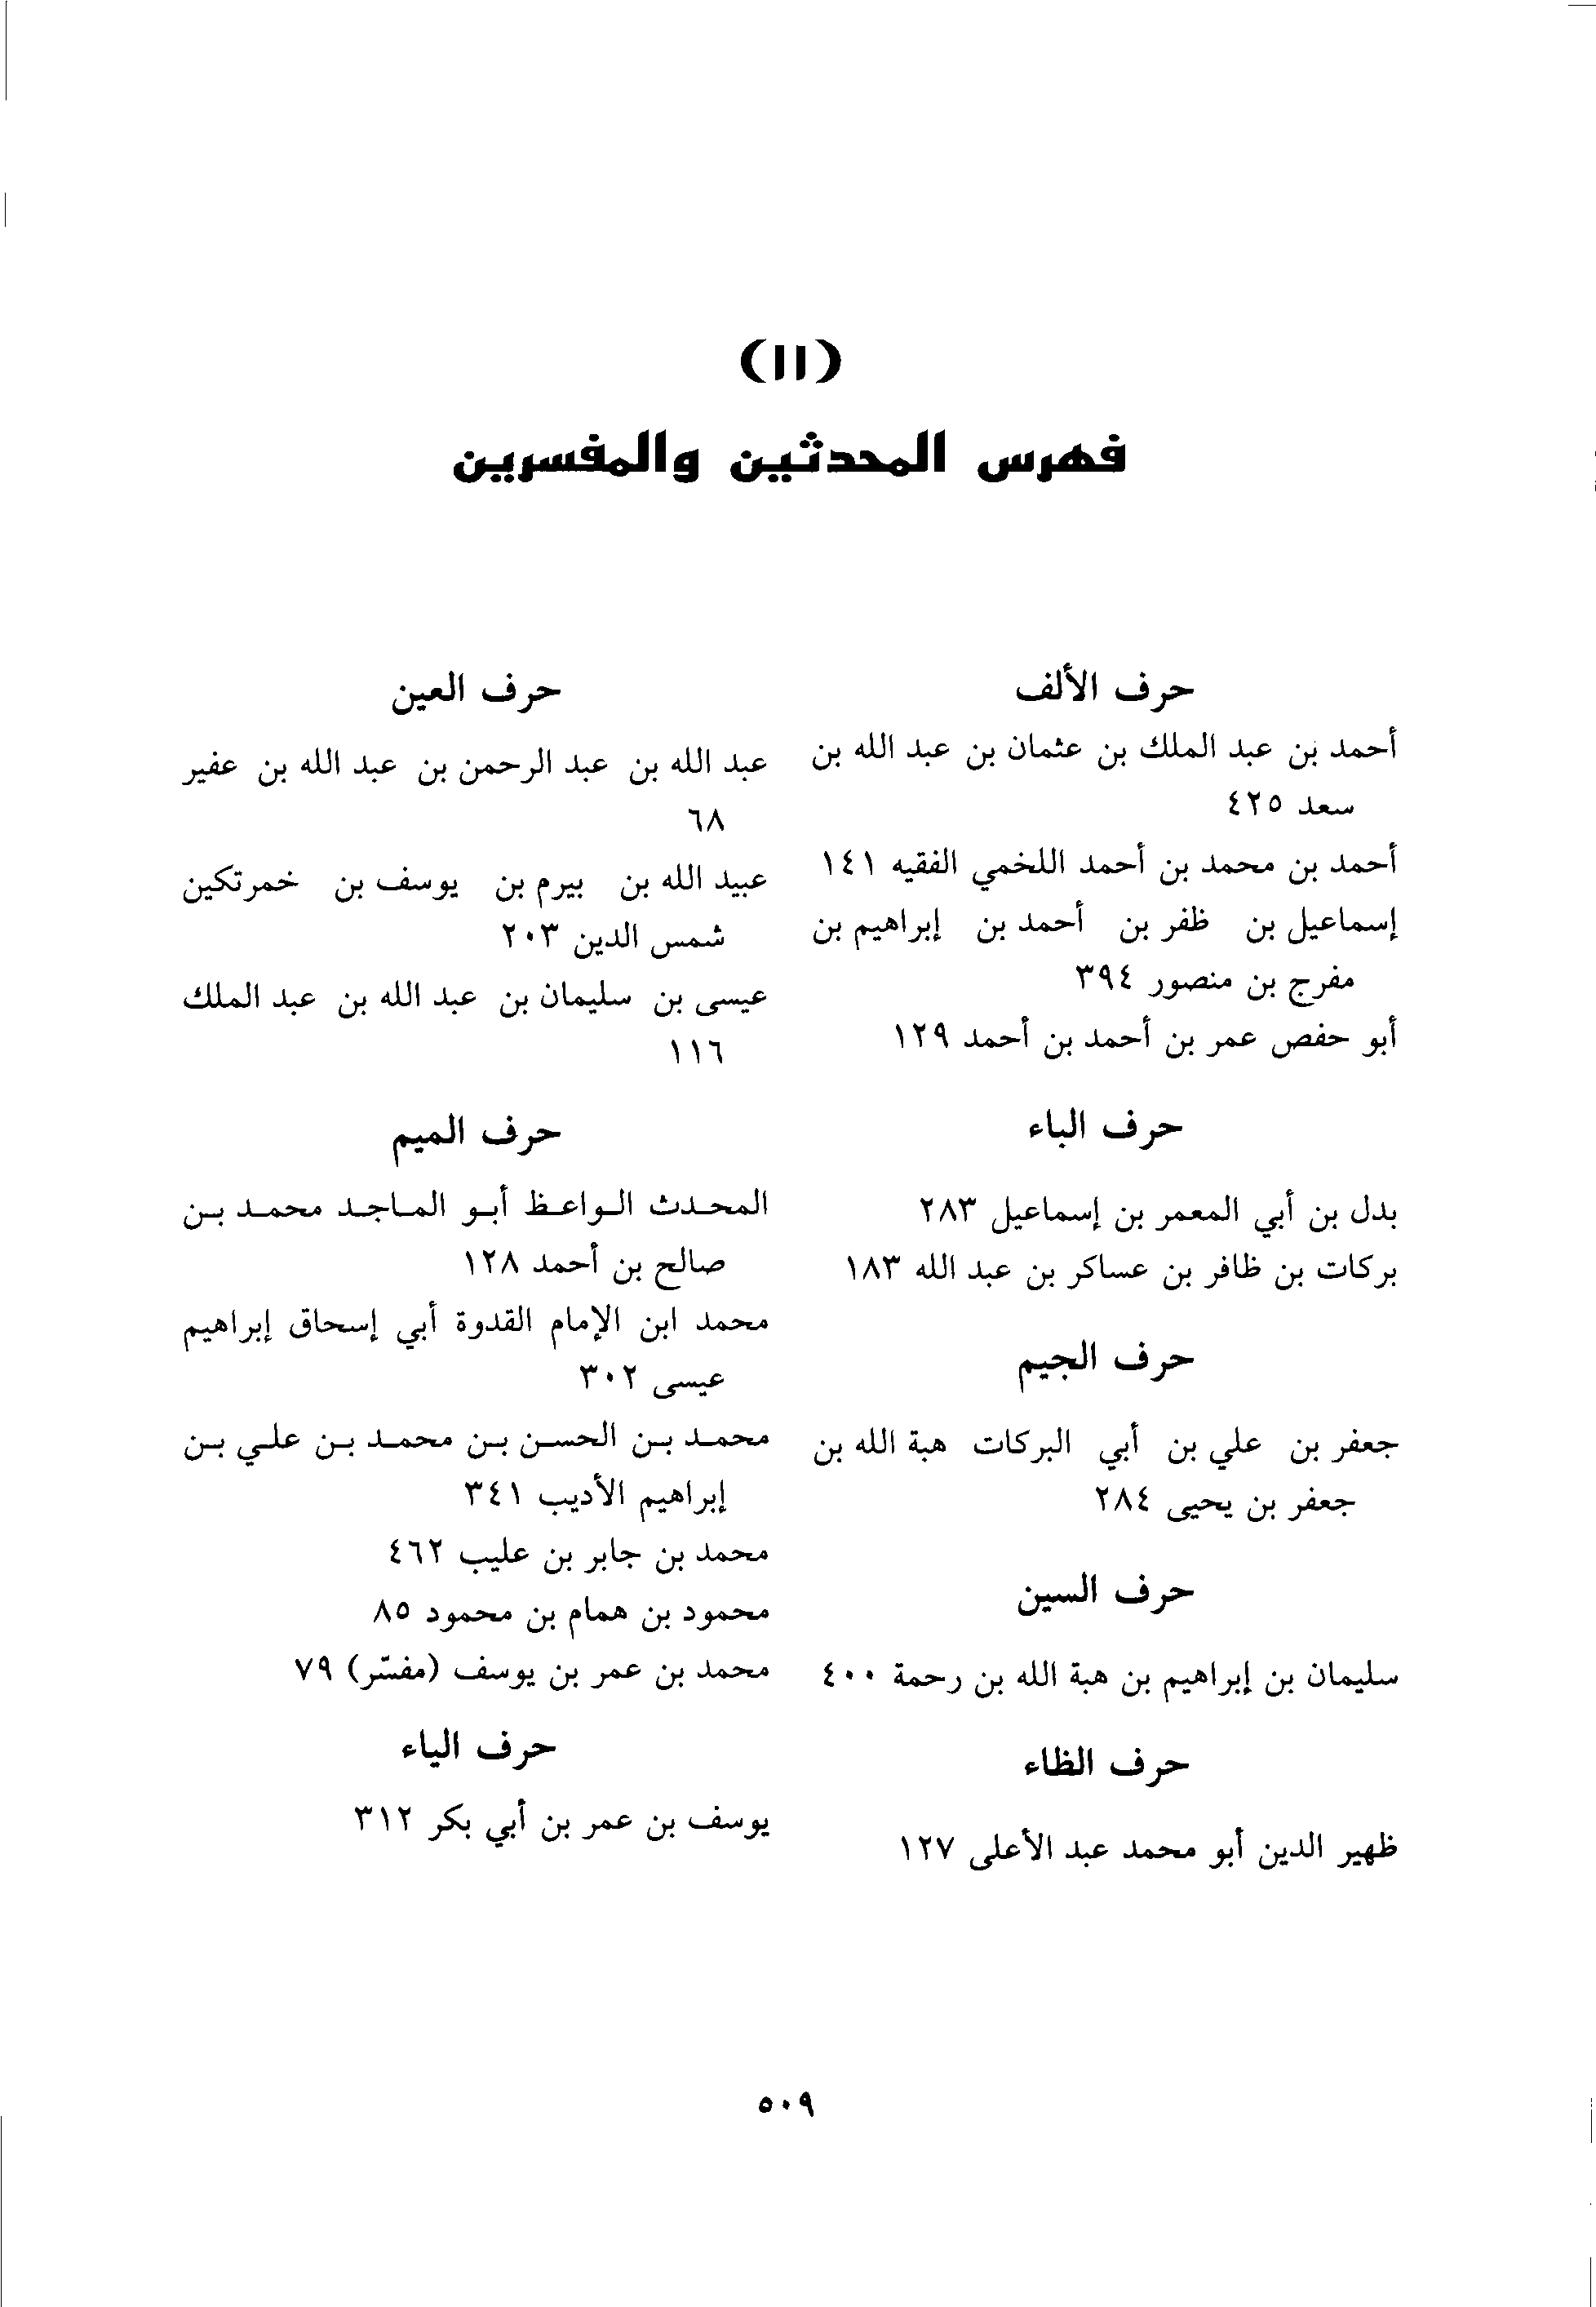 (١١)
فهرس المحدثين والمفسرين
حرف الألف
أحمد بن عبد الملك بن عثمان بن عبد الله بن
سعد ٤٢٥
أحمد بن محمد بن أحمد اللخمي الفقيه ١٤١
إسماعيل بن ظفر بن أحمد بن إبراهيم بن
مفرج بن منصور ٣٩٤
أبو حفص عمر بن أحمد بن أحمد ١٢٩
حرف الباء
بدل بن أبي المعمر بن إسماعيل ٢٨٣
بركات بن ظافر بن عساكر بن عبد الله ١٨٣
حرف الجيم
جعفر بن علي بن أبي البركات هبة الله بن
جعفر بن يحيى ٢٨٤
حرف السين
سليمان بن إبراهيم بن هبة الله بن رحمة ٤٠٠
حرف الظاء
ظهير الدين أبو محمد عبد الأعلى ١٢٧
حرف العين
عبد الله بن عبد الرحمن بن عبد الله بن عفير
٦٨
عبيد الله بن بيرم بن يوسف بن خمرتكين
شمس الدين ٢٠٣
عيسى بن سليمان بن عبد الله بن عبد الملك
١١٦
حرف الميم
المحدث الواعظ أبو الماجد محمد بن
صالح بن أحمد ١٢٨
محمد ابن الإمام القدوة أبي إسحاق إبراهيم
عيسى ٣٠٢
محمد بن الحسن بن محمد بن علي بن
إبراهيم الأديب ٣٤١
محمد بن جابر بن عليب ٤٦٢
محمود بن همام بن محمود ٨٥
محمد بن عمر بن يوسف (مفسّر) ٧٩
حرف الياء
يوسف بن عمر بن أبي بكر ٣١٢
٥٠٩